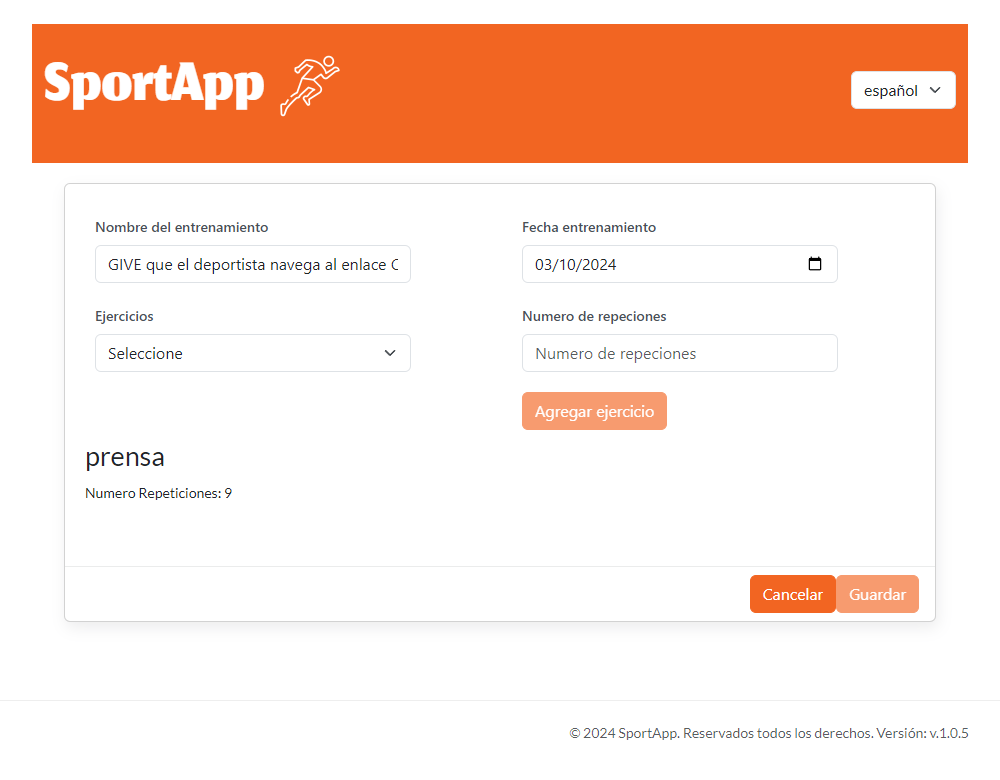 SportApp
español
Nombre del entrenamiento
Fecha entrenamiento
GIVE que el deportista navega al enlace C
03/10/2024
Ejercicios
Numero de repeciones
Seleccione
Numero de repeciones
Agregar ejercicio
prensa
Numero Repeticiones: 9
Cancelar
Guardar
© 2024 SportApp. Reservados todos los derechos. Versión: v.1.0.5